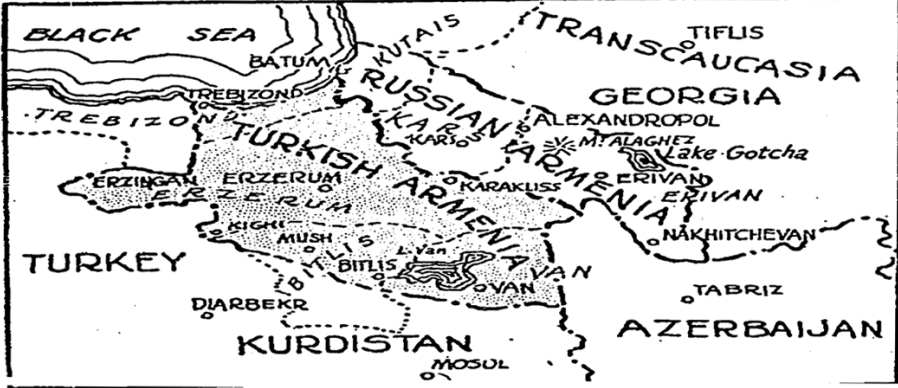 BLACK SEA
KUTAIS
TRANSCAUCASIA
TIFLIS
BATUM
GEORGIA
TREBIZOND
TREBIZOND
RUSSIAN ARMENIA
KARS
KARS
ALEXANDROPOL
MT. ALAGHEZ
Lake Gotcha
TURKISH ARMENIA
ERZINGAN
ERZERUM
ERZERUM
KARAKLISS
ERIVAN
ERIVAN
KIGHI
MUSH
BITLIS
BITLIS
L. Van
VAN
VAN
NAKHITCHEVAN
TURKEY
DIARBEKR
TABRIZ
AZERBAIJAN
KURDISTAN
MOSUL